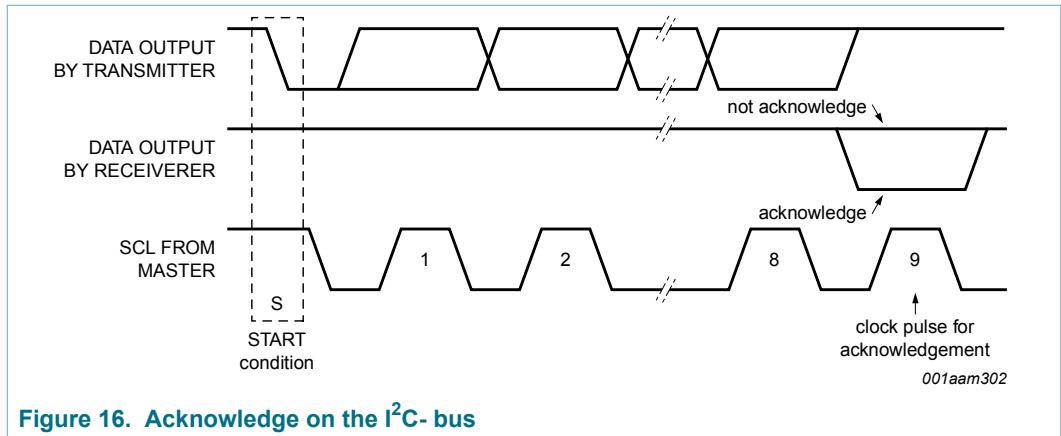 DATA OUTPUT
BY TRANSMITTER
not acknowledge
DATA OUTPUT
BY RECEIVERER
acknowledge
SCL FROM
MASTER
1
2
8
9
S
START
condition
clock pulse for
acknowledgement
001aam302
Figure 16. Acknowledge on the I²C- bus